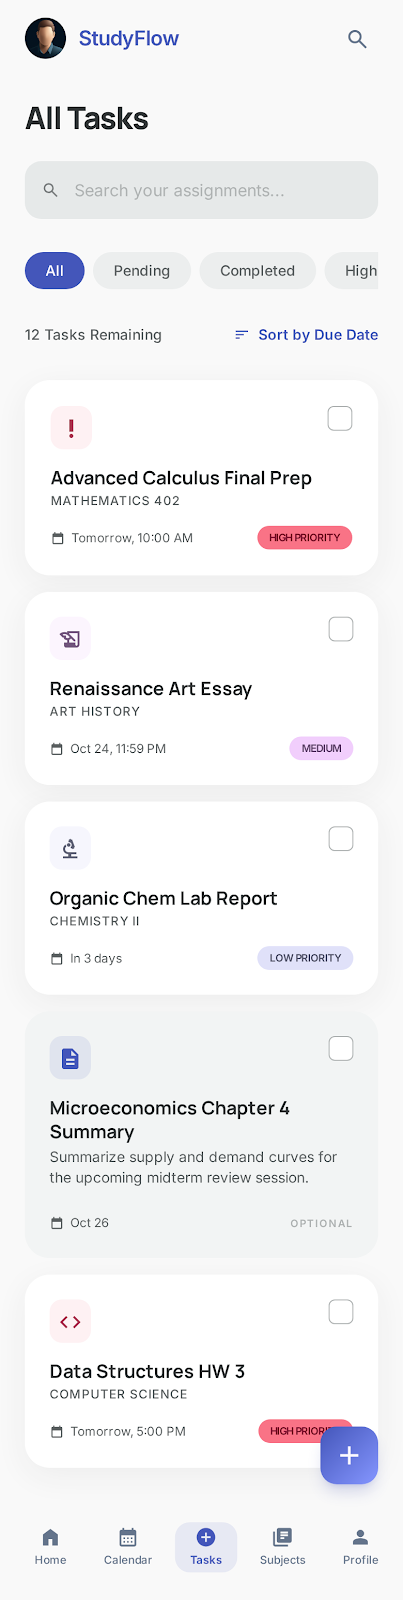 StudyFlow
All Tasks
Search your assignments...
All
Pending
Completed
High
12 Tasks Remaining
Sort by Due Date
Advanced Calculus Final Prep
MATHEMATICS 402
Tomorrow, 10:00 AM
HIGH PRIORITY
Renaissance Art Essay
ART HISTORY
Oct 24, 11:59 PM
MEDIUM
Organic Chem Lab Report
CHEMISTRY II
In 3 days
LOW PRIORITY
Microeconomics Chapter 4
Summary
Summarize supply and demand curves for
the upcoming midterm review session.
Oct 26
OPTIONAL
Data Structures HW 3
COMPUTER SCIENCE
Tomorrow, 5:00 PM
HIGH
Home
Calendar
Tasks
Subjects
Profile